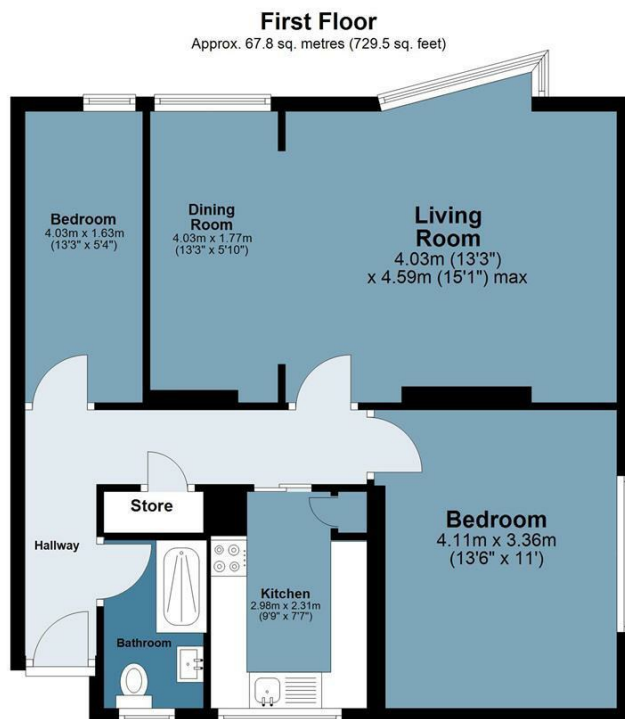 First Floor
Approx. 67.8 sq. metres (729.5 sq. feet)
Bedroom
4.03m x 1.63m
(13'3" x 5'4")
Dining
Room
4.03m x 1.77m
(13'3" x 5'10")
Living
Room
4.03m (13'3")
x 4.59m (15'1") max
Store
Hallway
Bedroom
4.11m x 3.36m
(13'6" x 11')
Kitchen
2.98m x 2.31m
(9'9" x 7'7")
Bathroom